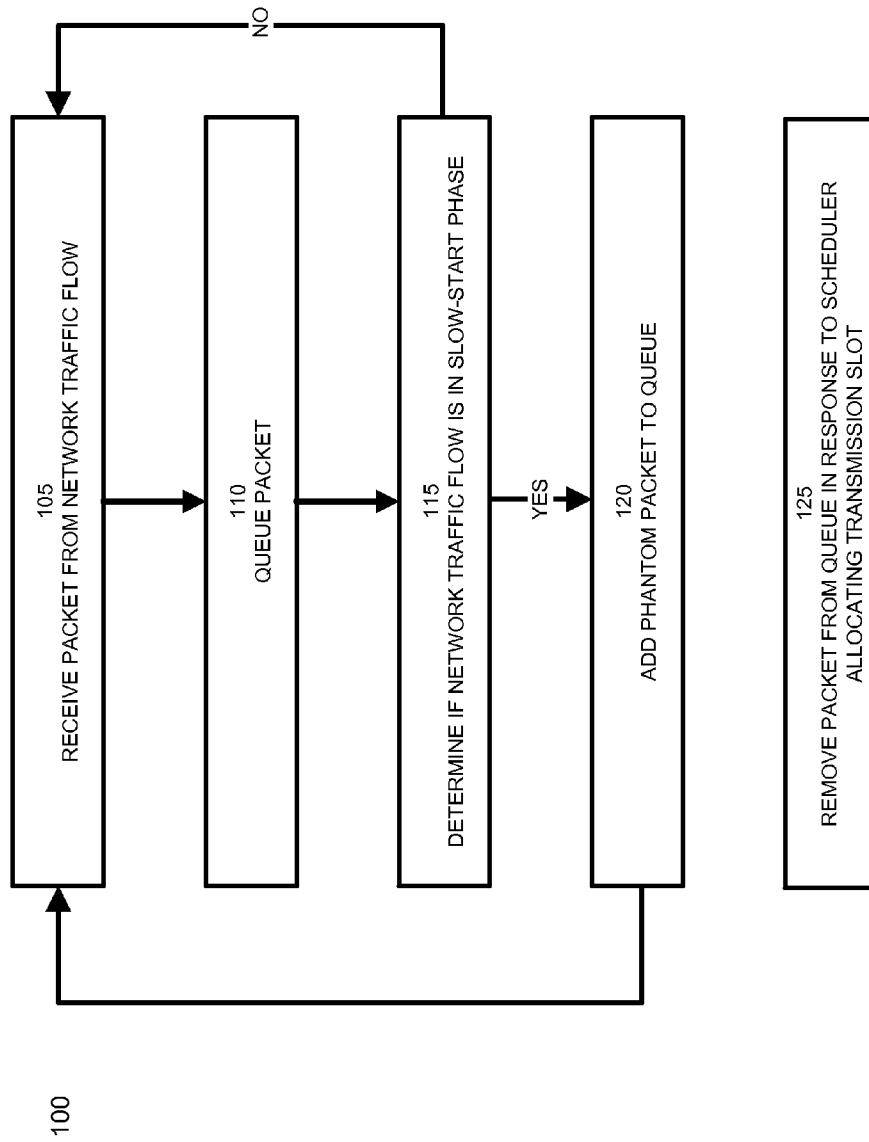 100
105
RECEIVE PACKET FROM NETWORK TRAFFIC FLOW
110
QUEUE PACKET
115
DETERMINE IF NETWORK TRAFFIC FLOW IS IN SLOW-START PHASE
NO
YES
120
ADD PHANTOM PACKET TO QUEUE
125
REMOVE PACKET FROM QUEUE IN RESPONSE TO SCHEDULER
ALLOCATING TRANSMISSION SLOT